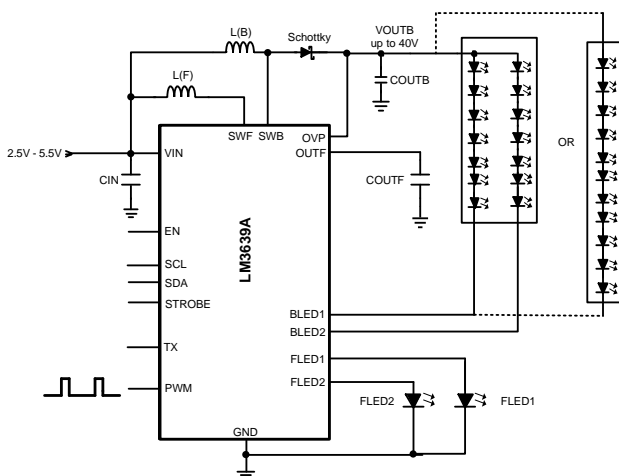 L(B)
Schottky
VOUTB
up to 40V
L(F)
COUTB
SWF
SWB
OVP
OR
2.5V - 5.5V
VIN
OUTF
CIN
COUTF
LM3639A
EN
SCL
SDA
STROBE
BLED1
BLED2
TX
FLED1
PWM
FLED2
FLED2
FLED1
GND